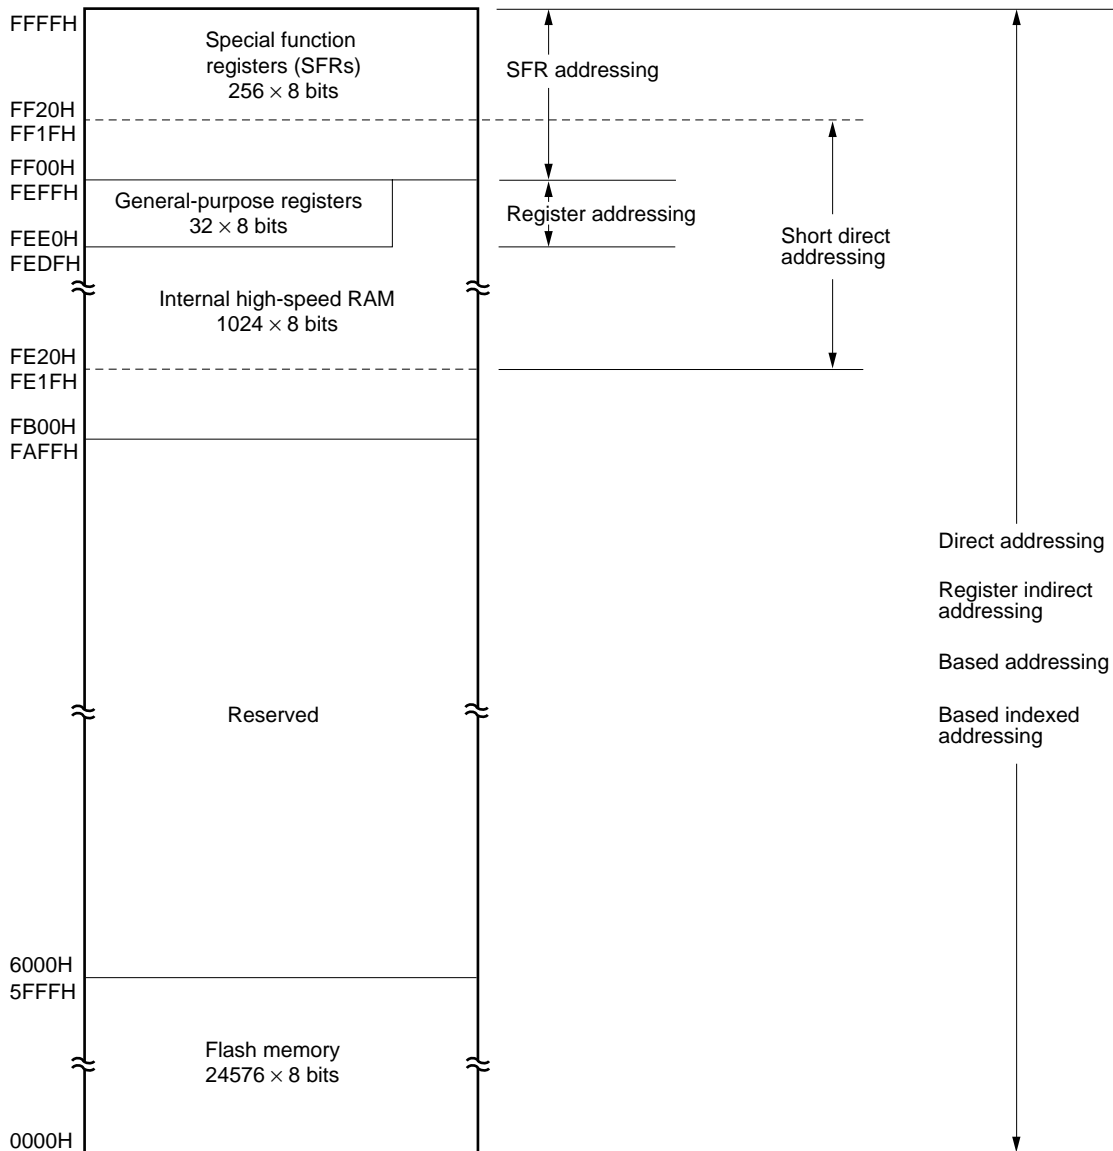 FFFFH
Special function
registers (SFRs)
256 × 8 bits
SFR addressing
FF20H
FF1FH
FF00H
FEFFH
General-purpose registers
32 × 8 bits
Register addressing
FEE0H
FEDFH
Short direct
addressing
Internal high-speed RAM
1024 × 8 bits
FE20H
FE1FH
FB00H
FAFFH
Direct addressing
Register indirect
addressing
Based addressing
Based indexed
addressing
Reserved
6000H
5FFFH
Flash memory
24576 × 8 bits
0000H